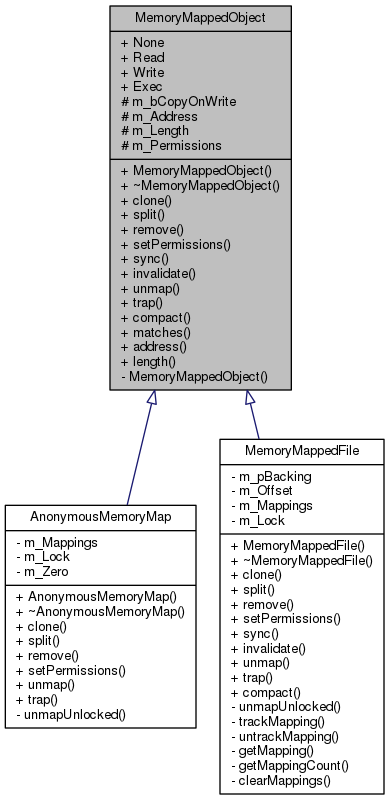 MemoryMappedObject
+ None
+ Read
+ Write
+ Exec
# m_bCopyOnWrite
# m_Address
# m_Length
# m_Permissions
+ MemoryMappedObject()
+ ~MemoryMappedObject()
+ clone()
+ split()
+ remove()
+ setPermissions()
+ sync()
+ invalidate()
+ unmap()
+ trap()
+ compact()
+ matches()
+ address()
+ length()
- MemoryMappedObject()
AnonymousMemoryMap
- m_Mappings
- m_Lock
- m_Zero
+ AnonymousMemoryMap()
+ ~AnonymousMemoryMap()
+ clone()
+ split()
+ remove()
+ setPermissions()
+ unmap()
+ trap()
- unmapUnlocked()
MemoryMappedFile
- m_pBacking
- m_Offset
- m_Mappings
- m_Lock
+ MemoryMappedFile()
+ ~MemoryMappedFile()
+ clone()
+ split()
+ remove()
+ setPermissions()
+ sync()
+ invalidate()
+ unmap()
+ trap()
+ compact()
- unmapUnlocked()
- trackMapping()
- untrackMapping()
- getMapping()
- getMappingCount()
- clearMappings()